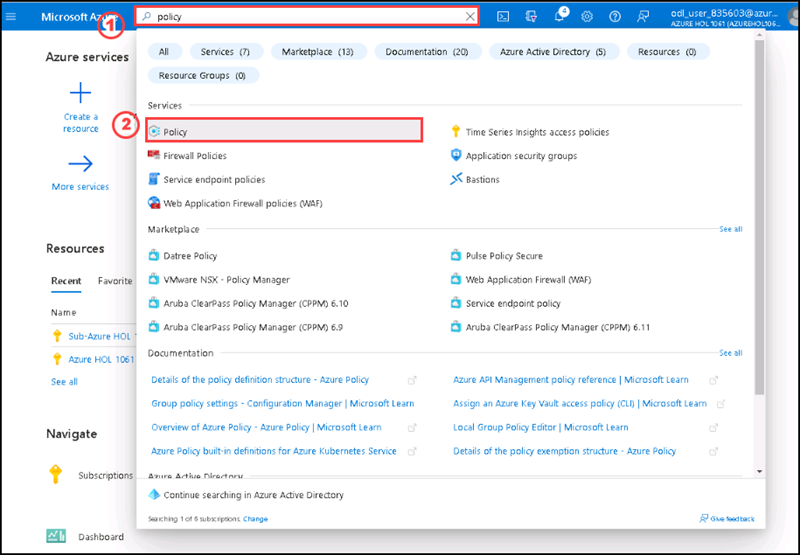 Microsoft Azure
1
policy
4
odl_user_835603@azur...
AZURE HOL 1061 (AZUREHOL106...
Azure services
Create a
resource
More services
Resources
Recent
Favorite
Name
Sub-Azure HOL 1
Azure HOL 1061
See all
Navigate
Subscriptions
Dashboard
All
Services (7)
Marketplace (13)
Documentation (20)
Azure Active Directory (5)
Resources (0)
Resource Groups (0)
Services
2
Policy
Time Series Insights access policies
Firewall Policies
Application security groups
Service endpoint policies
Bastions
Web Application Firewall policies (WAF)
Marketplace
See all
Datree Policy
Pulse Policy Secure
VMware NSX - Policy Manager
Web Application Firewall (WAF)
Aruba ClearPass Policy Manager (CPPM) 6.10
Service endpoint policy
Aruba ClearPass Policy Manager (CPPM) 6.9
Aruba ClearPass Policy Manager (CPPM) 6.11
Documentation
See all
Details of the policy definition structure - Azure Policy
Azure API Management policy reference | Microsoft Learn
Group policy settings - Configuration Manager | Microsoft Learn
Assign an Azure Key Vault access policy (CLI) | Microsoft Learn
Overview of Azure Policy - Azure Policy
Local Group Policy Editor | Microsoft Learn
Azure Policy built-in definitions for Azure Kubernetes Service
Details of the policy exemption structure - Azure Policy
Azure Active Directory
Continue searching in Azure Active Directory
Searching 1 of 6 subscriptions. Change
Give feedback